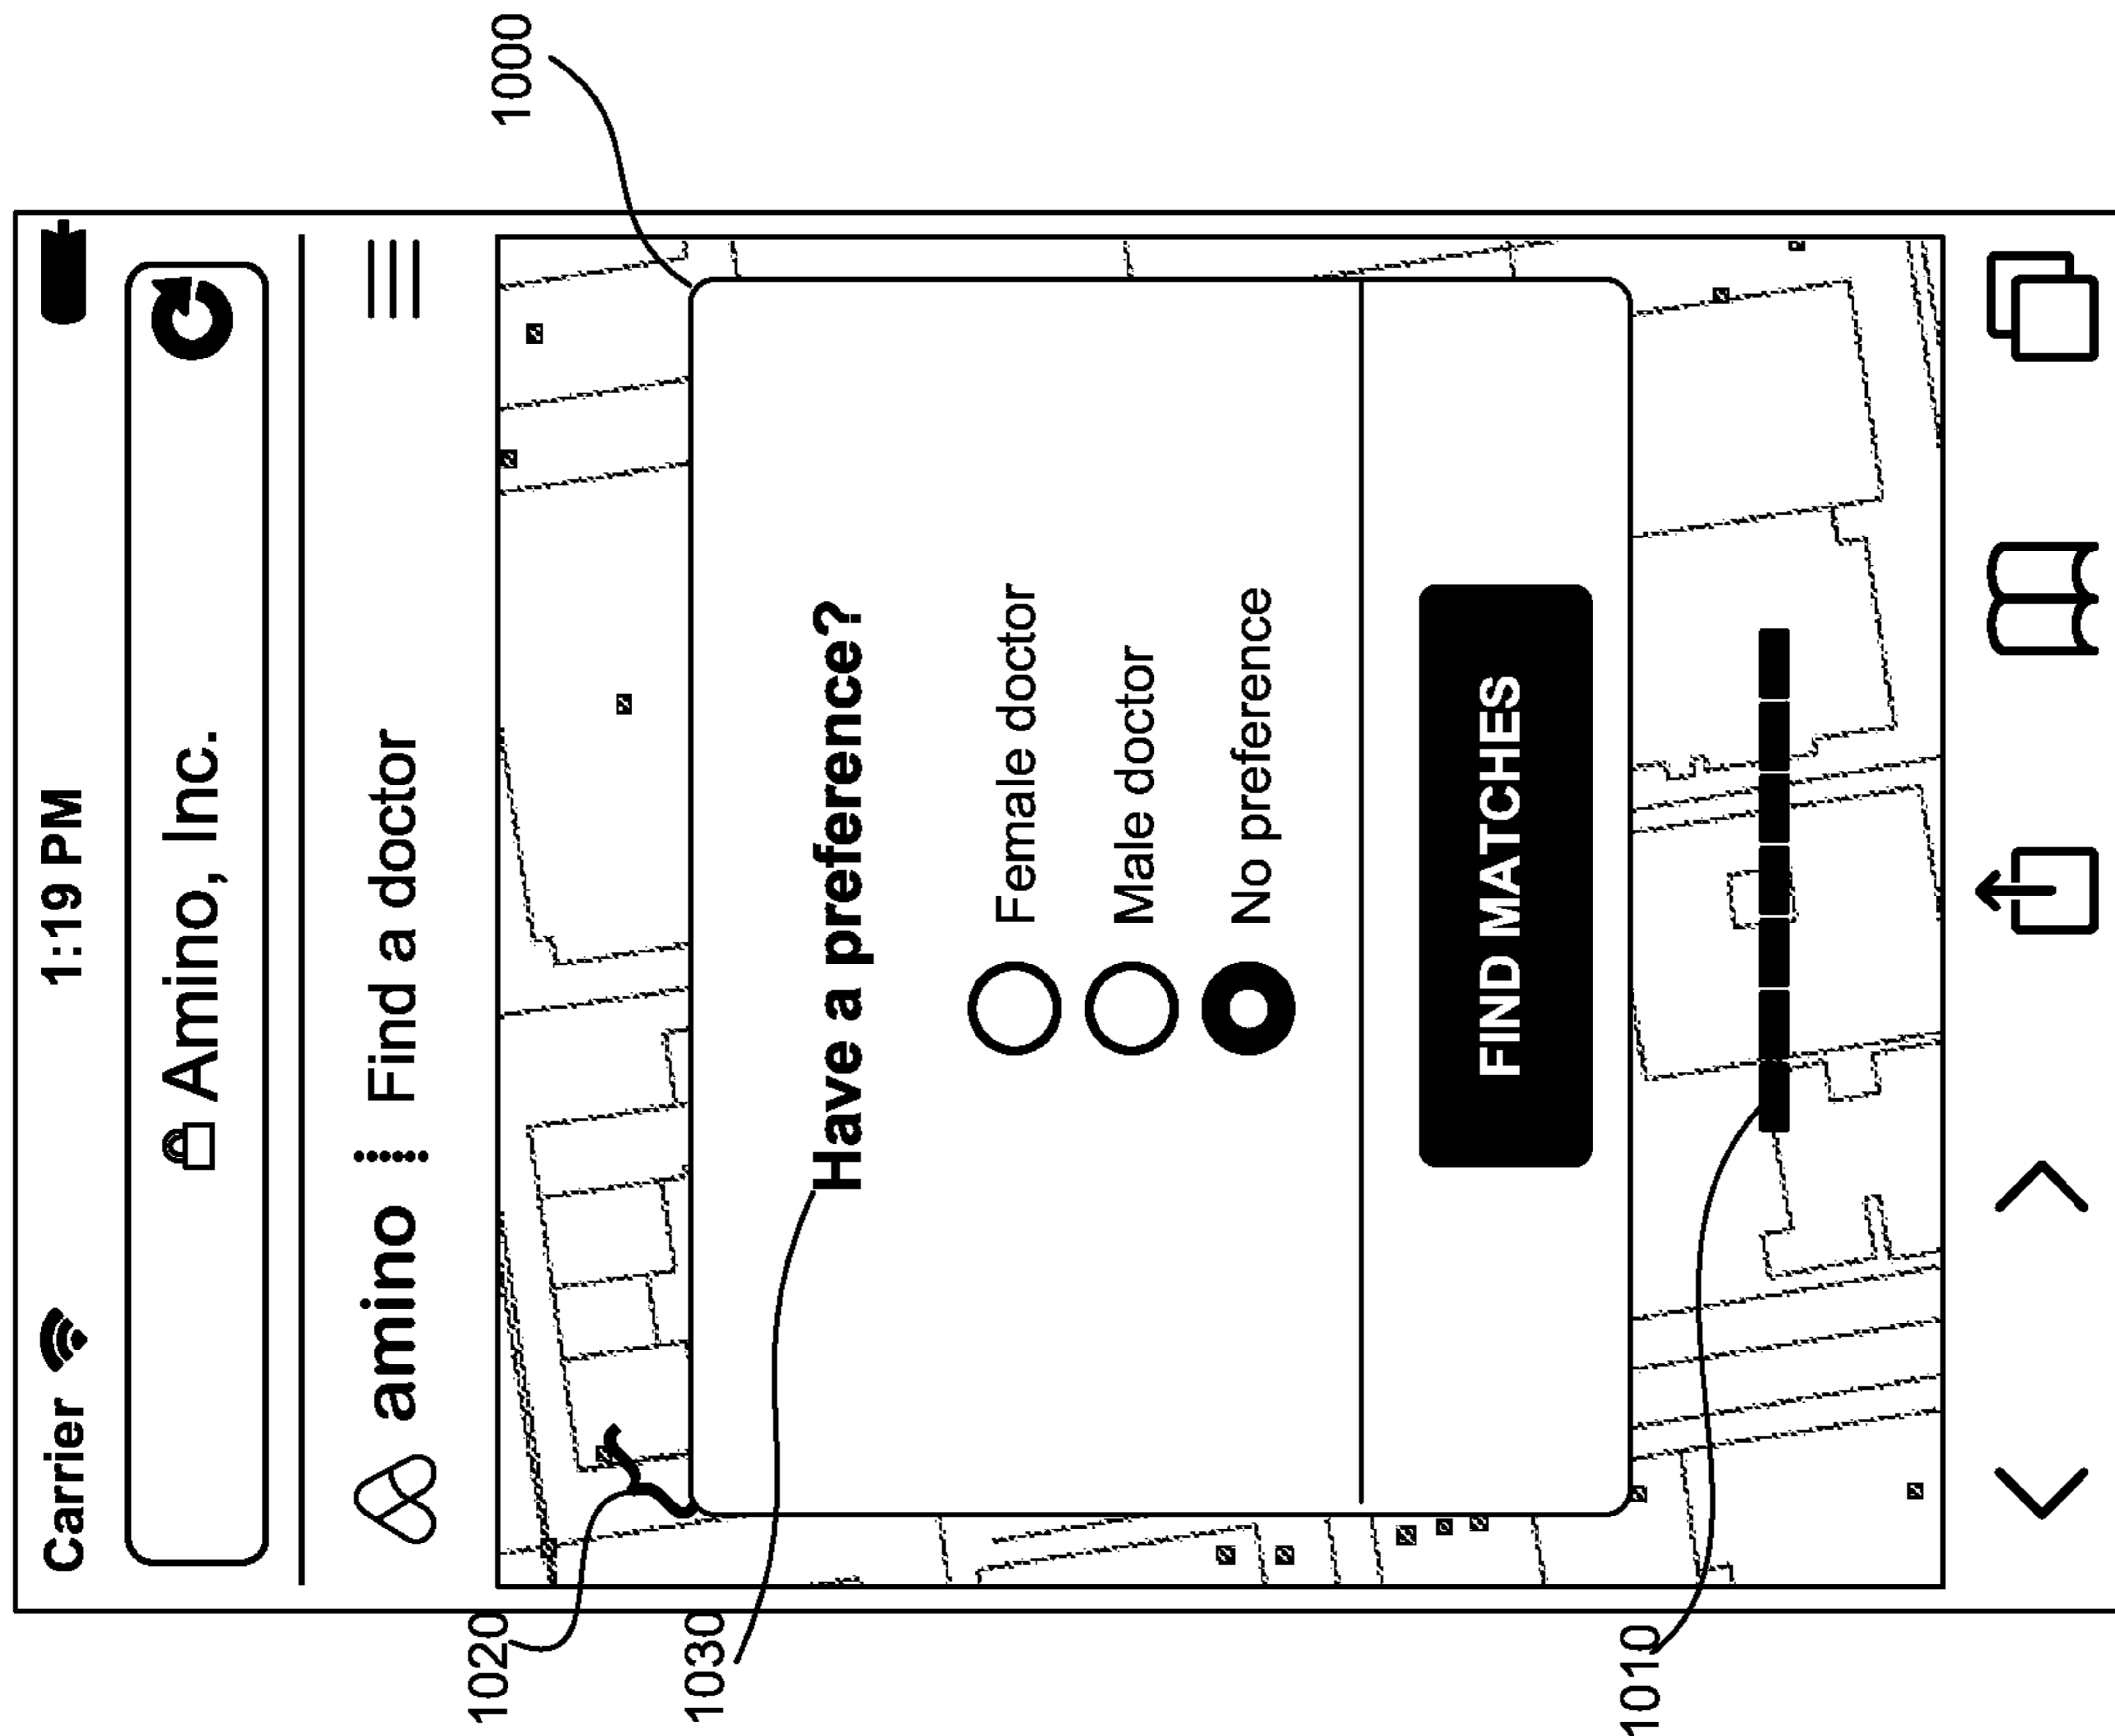 Carrier 1:19 PM
Amino, Inc.
amino Find a doctor
1000
1020
1030
Have a preference?
Female doctor
Male doctor
No preference
FIND MATCHES
1010